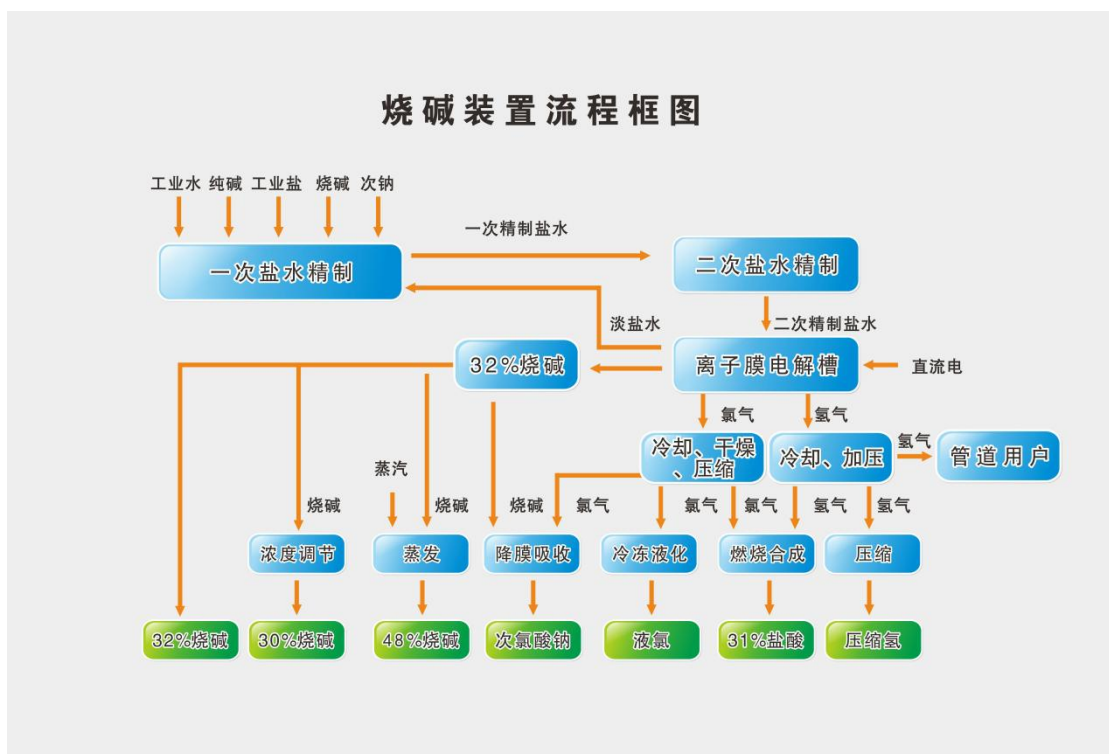 烧碱装置流程框图
工业水 纯碱 工业盐 烧碱 次钠
一次精制盐水
一次盐水精制
二次盐水精制
淡盐水
二次精制盐水
32%烧碱
离子膜电解槽
直流电
氯气
氢气
冷却、干燥
、压缩
冷却、加压
氢气
管道用户
蒸汽
烧碱
烧碱
烧碱
氯气
氯气
氯气
氢气
氢气
浓度调节
蒸发
降膜吸收
冷冻液化
燃烧合成
压缩
32%烧碱
30%烧碱
48%烧碱
次氯酸钠
液氯
31%盐酸
压缩氢